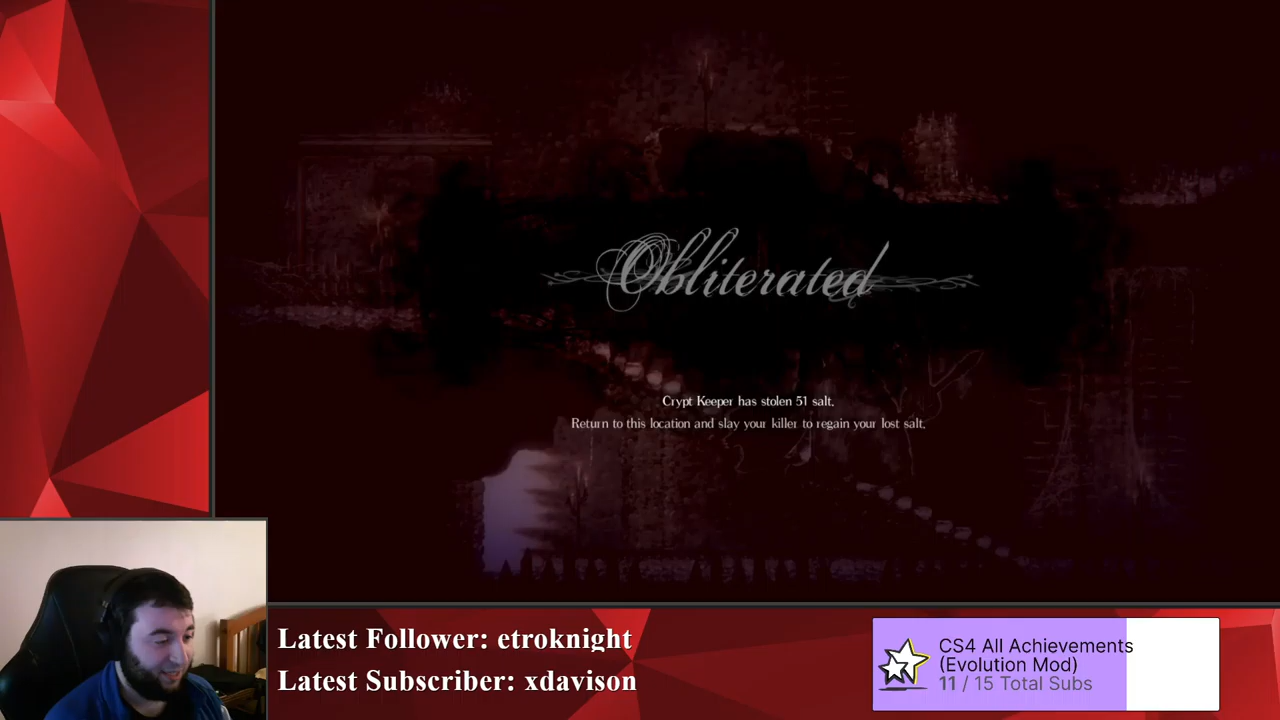 Obliterated
Crypt Keeper has stolen 51 salt.
Return to this location and slay your killer to regain your lost salt.
Latest Follower: etroknight
Latest Subscriber: xdavison
CS4 All Achievements
(Evolution Mod)
11 / 15 Total Subs